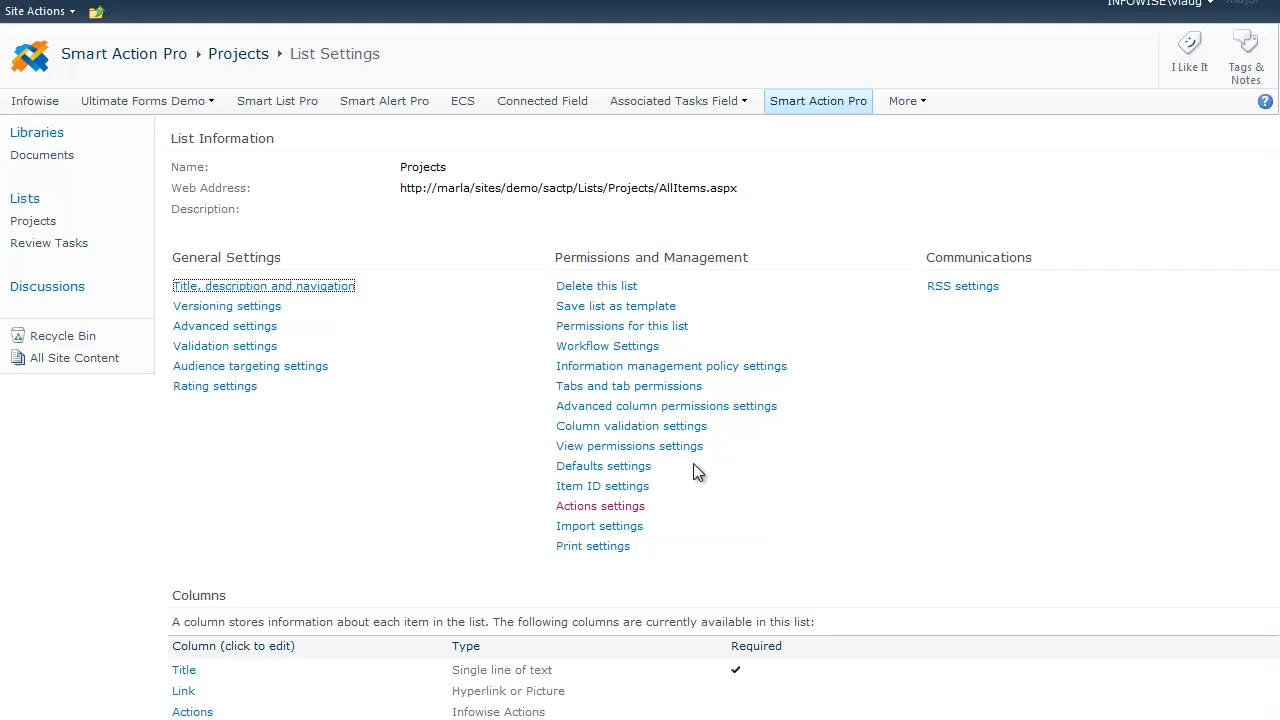 Site Actions
INFOWISE\vladg
Smart Action Pro Projects List Settings
I Like It
Tags & Notes
Infowise Ultimate Forms Demo Smart List Pro Smart Alert Pro ECS Connected Field Associated Tasks Field Smart Action Pro More
Libraries
Documents
Lists
Projects
Review Tasks
Discussions
Recycle Bin
All Site Content
List Information
Name: Projects
Web Address: http://marla/sites/demo/sactp/Lists/Projects/AllItems.aspx
Description:
General Settings
Title, description and navigation
Versioning settings
Advanced settings
Validation settings
Audience targeting settings
Rating settings
Permissions and Management
Delete this list
Save list as template
Permissions for this list
Workflow Settings
Information management policy settings
Tabs and tab permissions
Advanced column permissions settings
Column validation settings
View permissions settings
Defaults settings
Item ID settings
Actions settings
Import settings
Print settings
Communications
RSS settings
Columns
A column stores information about each item in the list. The following columns are currently available in this list:
Column (click to edit) Type Required
Title Single line of text
Link Hyperlink or Picture
Actions Infowise Actions